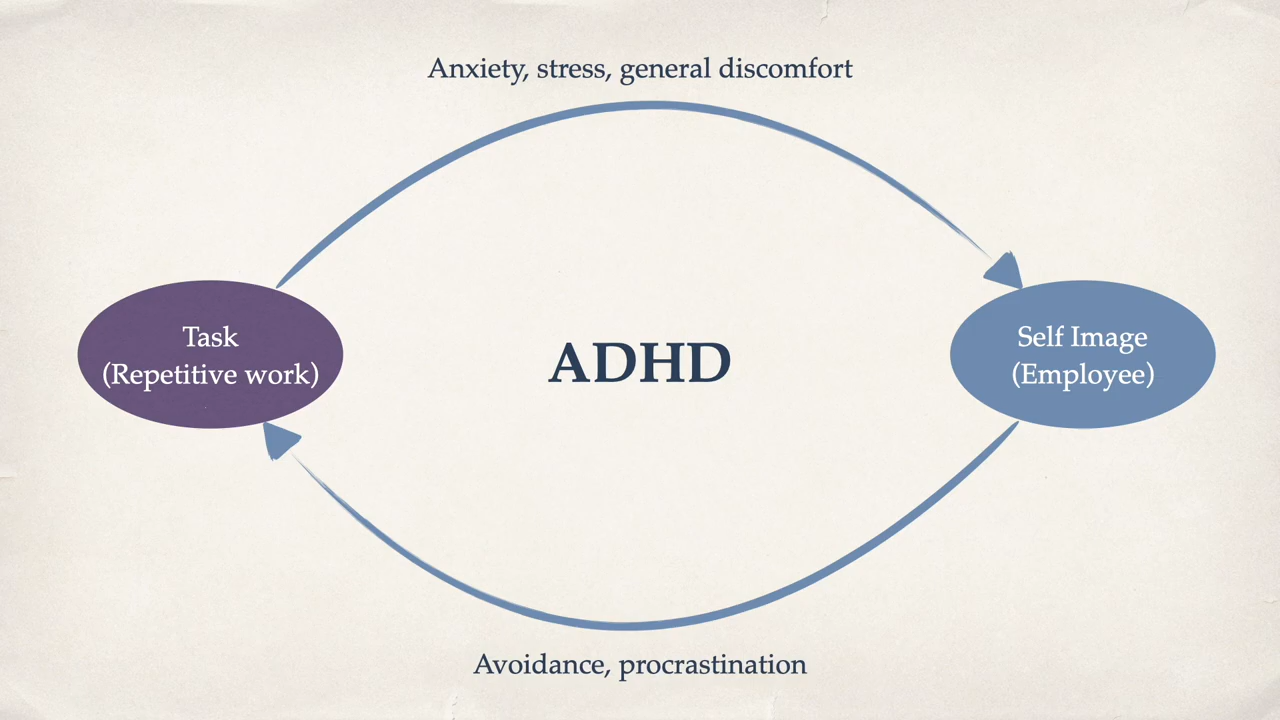 Anxiety, stress, general discomfort
Task
(Repetitive work)
ADHD
Self Image
(Employee)
Avoidance, procrastination